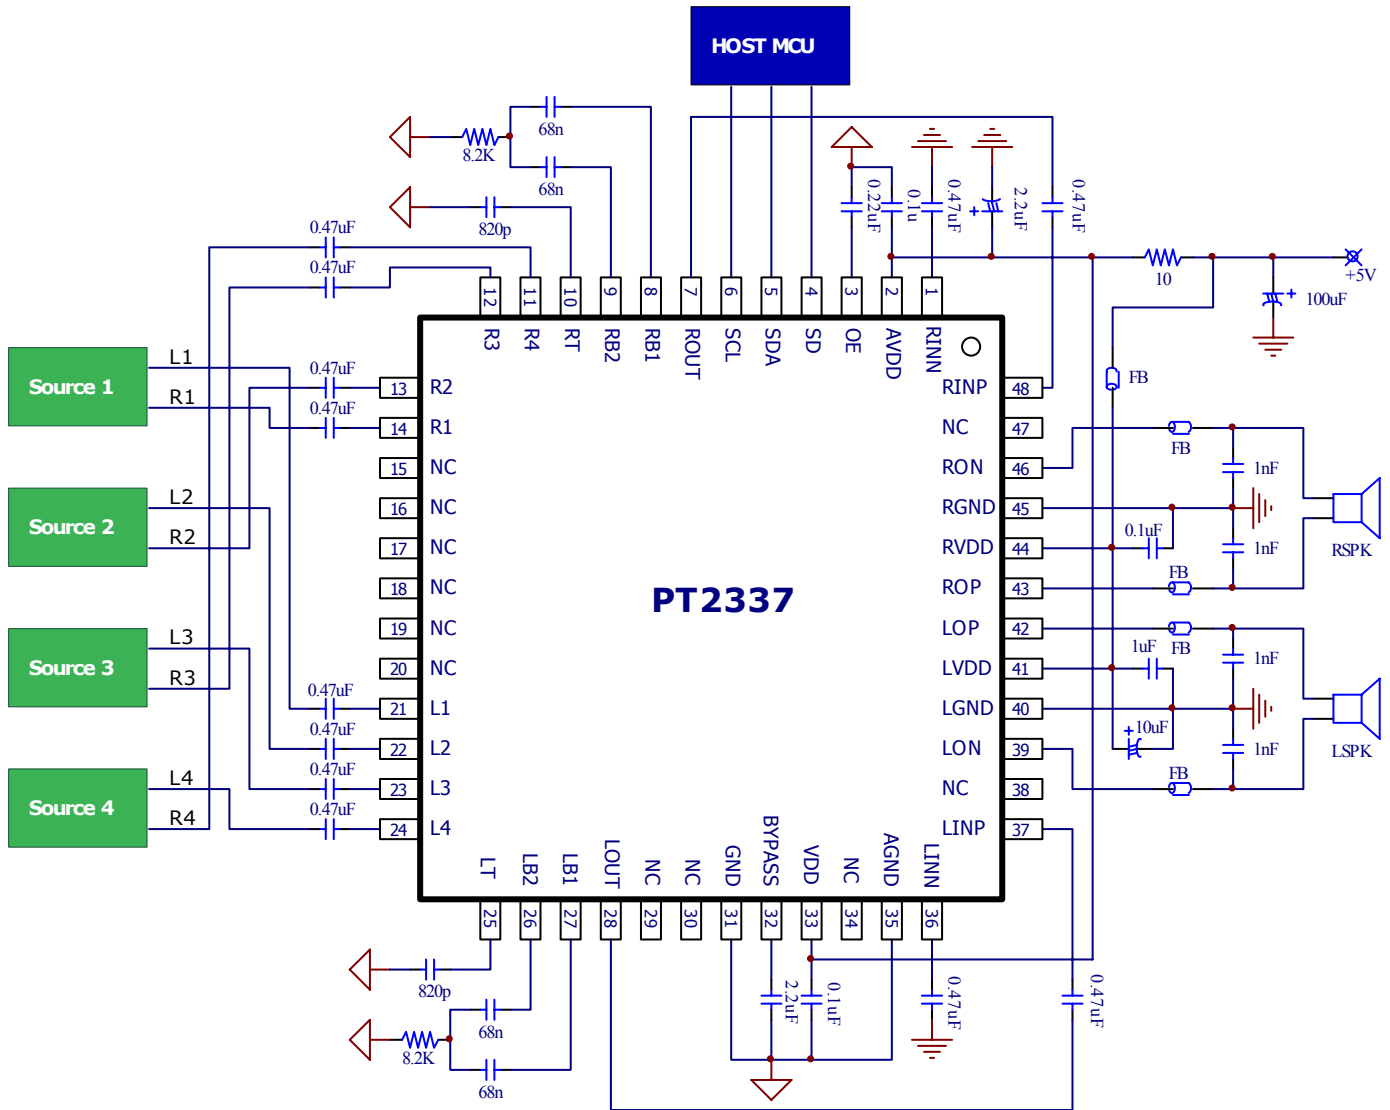 HOST MCU
68n
8.2K
68n
820p
0.47uF
0.47uF
0.22uF
0.1u
0.47uF
2.2uF
0.47uF
10
+5V
+
100uF
+
12
11
10
9
8
7
6
5
4
3
2
1
R3
R4
RT
RB2
RB1
ROUT
SCL
SDA
SD
OE
AVDD
RINN
Source 1
L1
R1
Source 2
L2
R2
Source 3
L3
R3
Source 4
L4
R4
0.47uF
13 R2
0.47uF
14 R1
15 NC
16 NC
17 NC
18 NC
19 NC
20 NC
0.47uF
21 L1
0.47uF
22 L2
0.47uF
23 L3
0.47uF
24 L4
PT2337
RINP 48
NC 47
RON 46
RGND 45
RVDD 44
ROP 43
LOP 42
LVDD 41
LGND 40
LON 39
NC 38
LINP 37
FB
FB
1nF
0.1uF
1nF
RSPK
FB
FB
1uF
1nF
+10uF
1nF
LSPK
FB
LT
LB2
LB1
LOUT
NC
NC
GND
BYPASS
VDD
NC
AGND
LINN
25
26
27
28
29
30
31
32
33
34
35
36
820p
68n
8.2K
68n
2.2uF
0.1uF
0.47uF
0.47uF